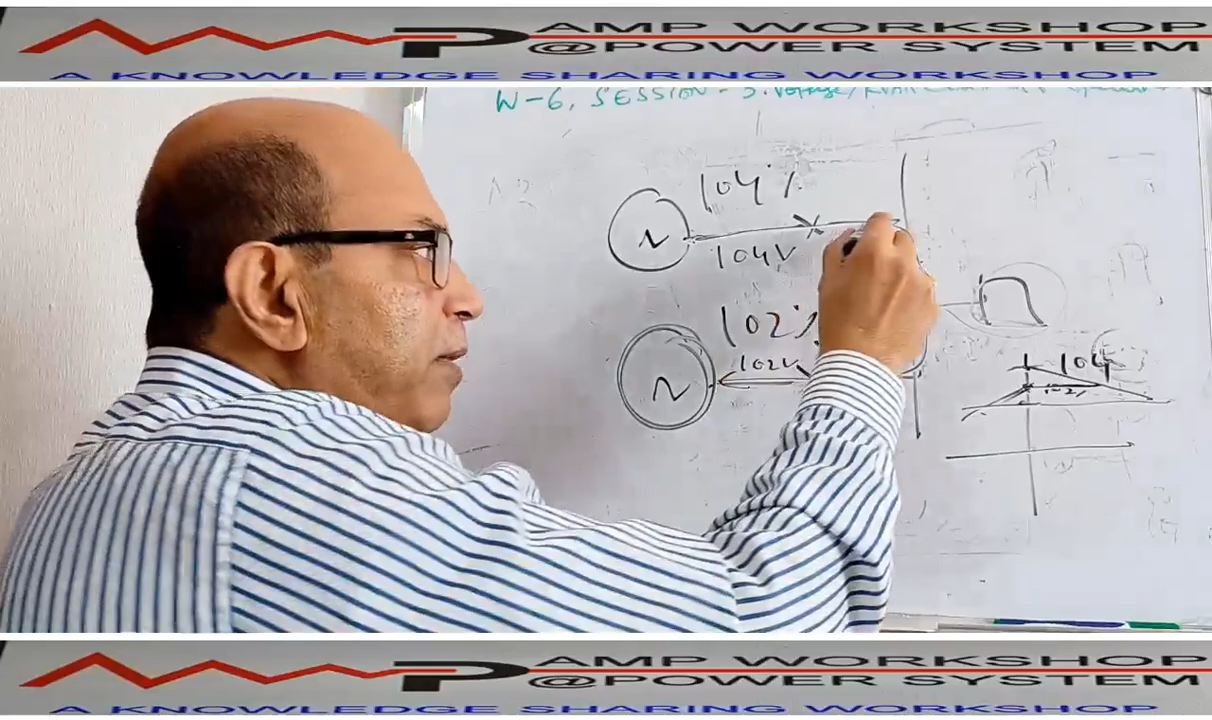 AMP WORKSHOP
@POWER SYSTEM
A KNOWLEDGE SHARING WORKSHOP
W-6, SESSION - 3.
104%
N
104V
102%
N
102V
104
102%
AMP WORKSHOP
@POWER SYSTEM
A KNOWLEDGE SHARING WORKSHOP